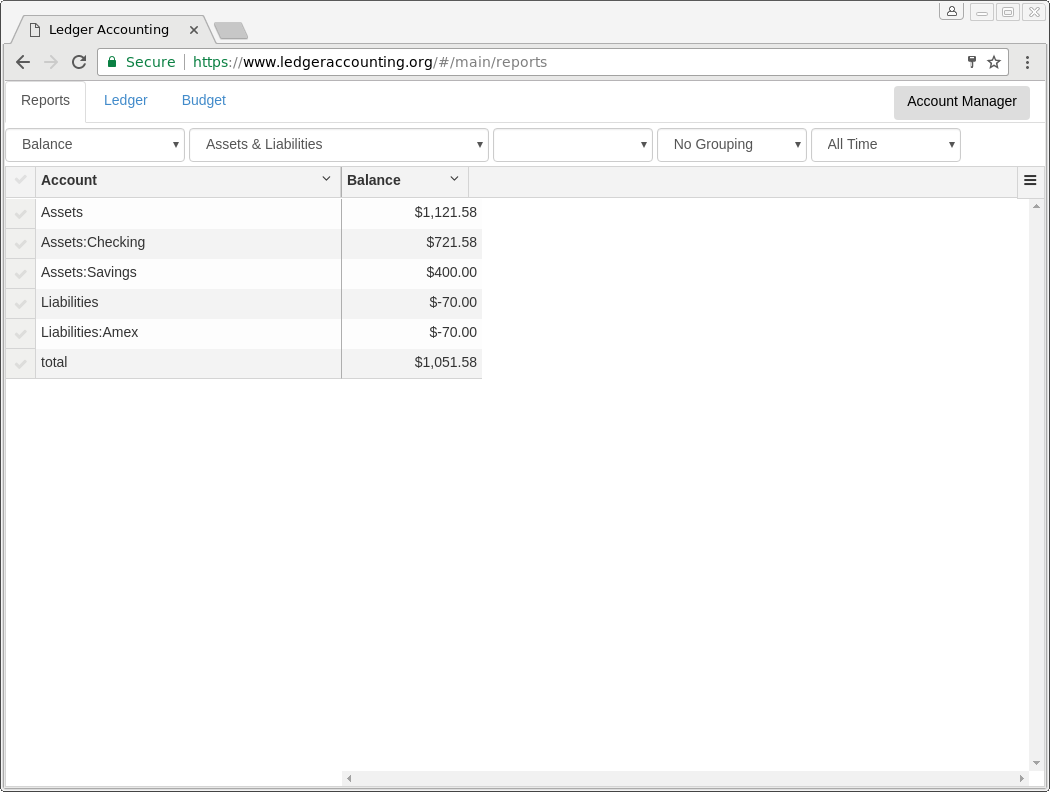 Ledger Accounting
Secure https://www.ledgeraccounting.org/#/main/reports
Reports Ledger Budget Account Manager
Balance Assets & Liabilities No Grouping All Time
Account Balance
Assets $1,121.58
Assets:Checking $721.58
Assets:Savings $400.00
Liabilities $-70.00
Liabilities:Amex $-70.00
total $1,051.58